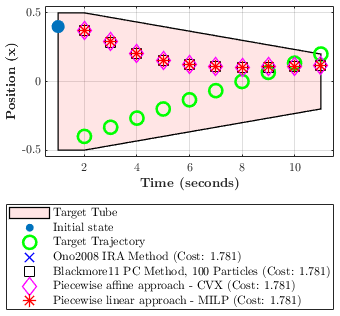 0.5
0
-0.5
Position (x)
2
4
6
8
10
Time (seconds)
Target Tube
Initial state
Target Trajectory
Ono2008 IRA Method (Cost: 1.781)
Blackmore11 PC Method, 100 Particles (Cost: 1.781)
Piecewise affine approach - CVX (Cost: 1.781)
Piecewise linear approach - MILP (Cost: 1.781)